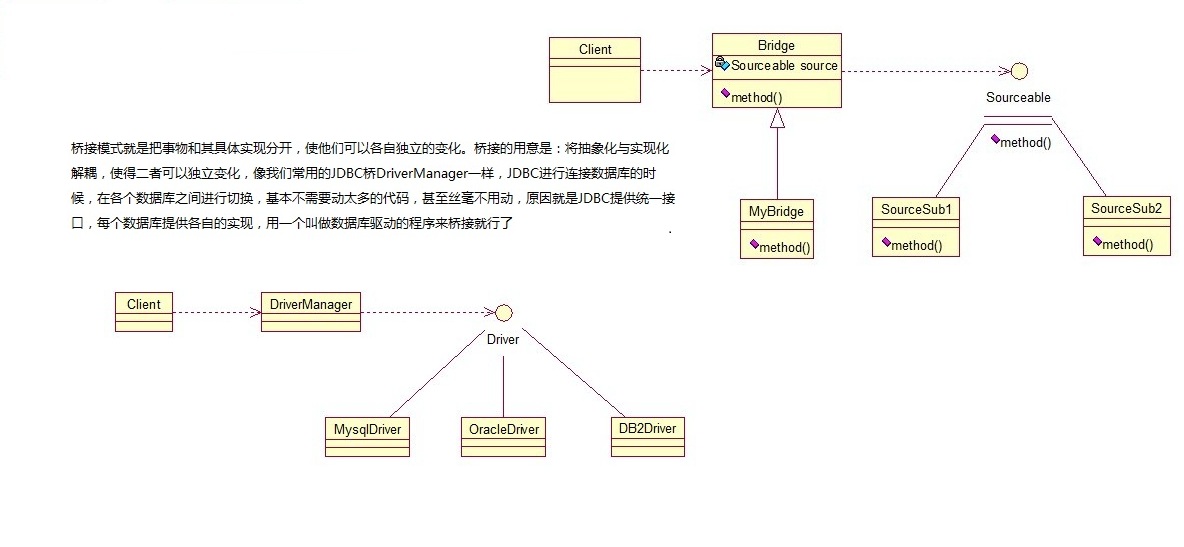 Client
Bridge
Sourceable source
method()
Sourceable
method()
桥接模式就是把事物和其具体实现分开，使他们可以各自独立的变化。桥接的用意是：将抽象化与实现化
解耦，使得二者可以独立变化，像我们常用的JDBC桥DriverManager一样，JDBC进行连接数据库的时
候，在各个数据库之间进行切换，基本不需要动太多的代码，甚至丝毫不用动，原因就是JDBC提供统一接
口，每个数据库提供各自的实现，用一个叫做数据库驱动的程序来桥接就行了
.
MyBridge
method()
SourceSub1
method()
SourceSub2
method()
Client
DriverManager
Driver
MysqlDriver
OracleDriver
DB2Driver